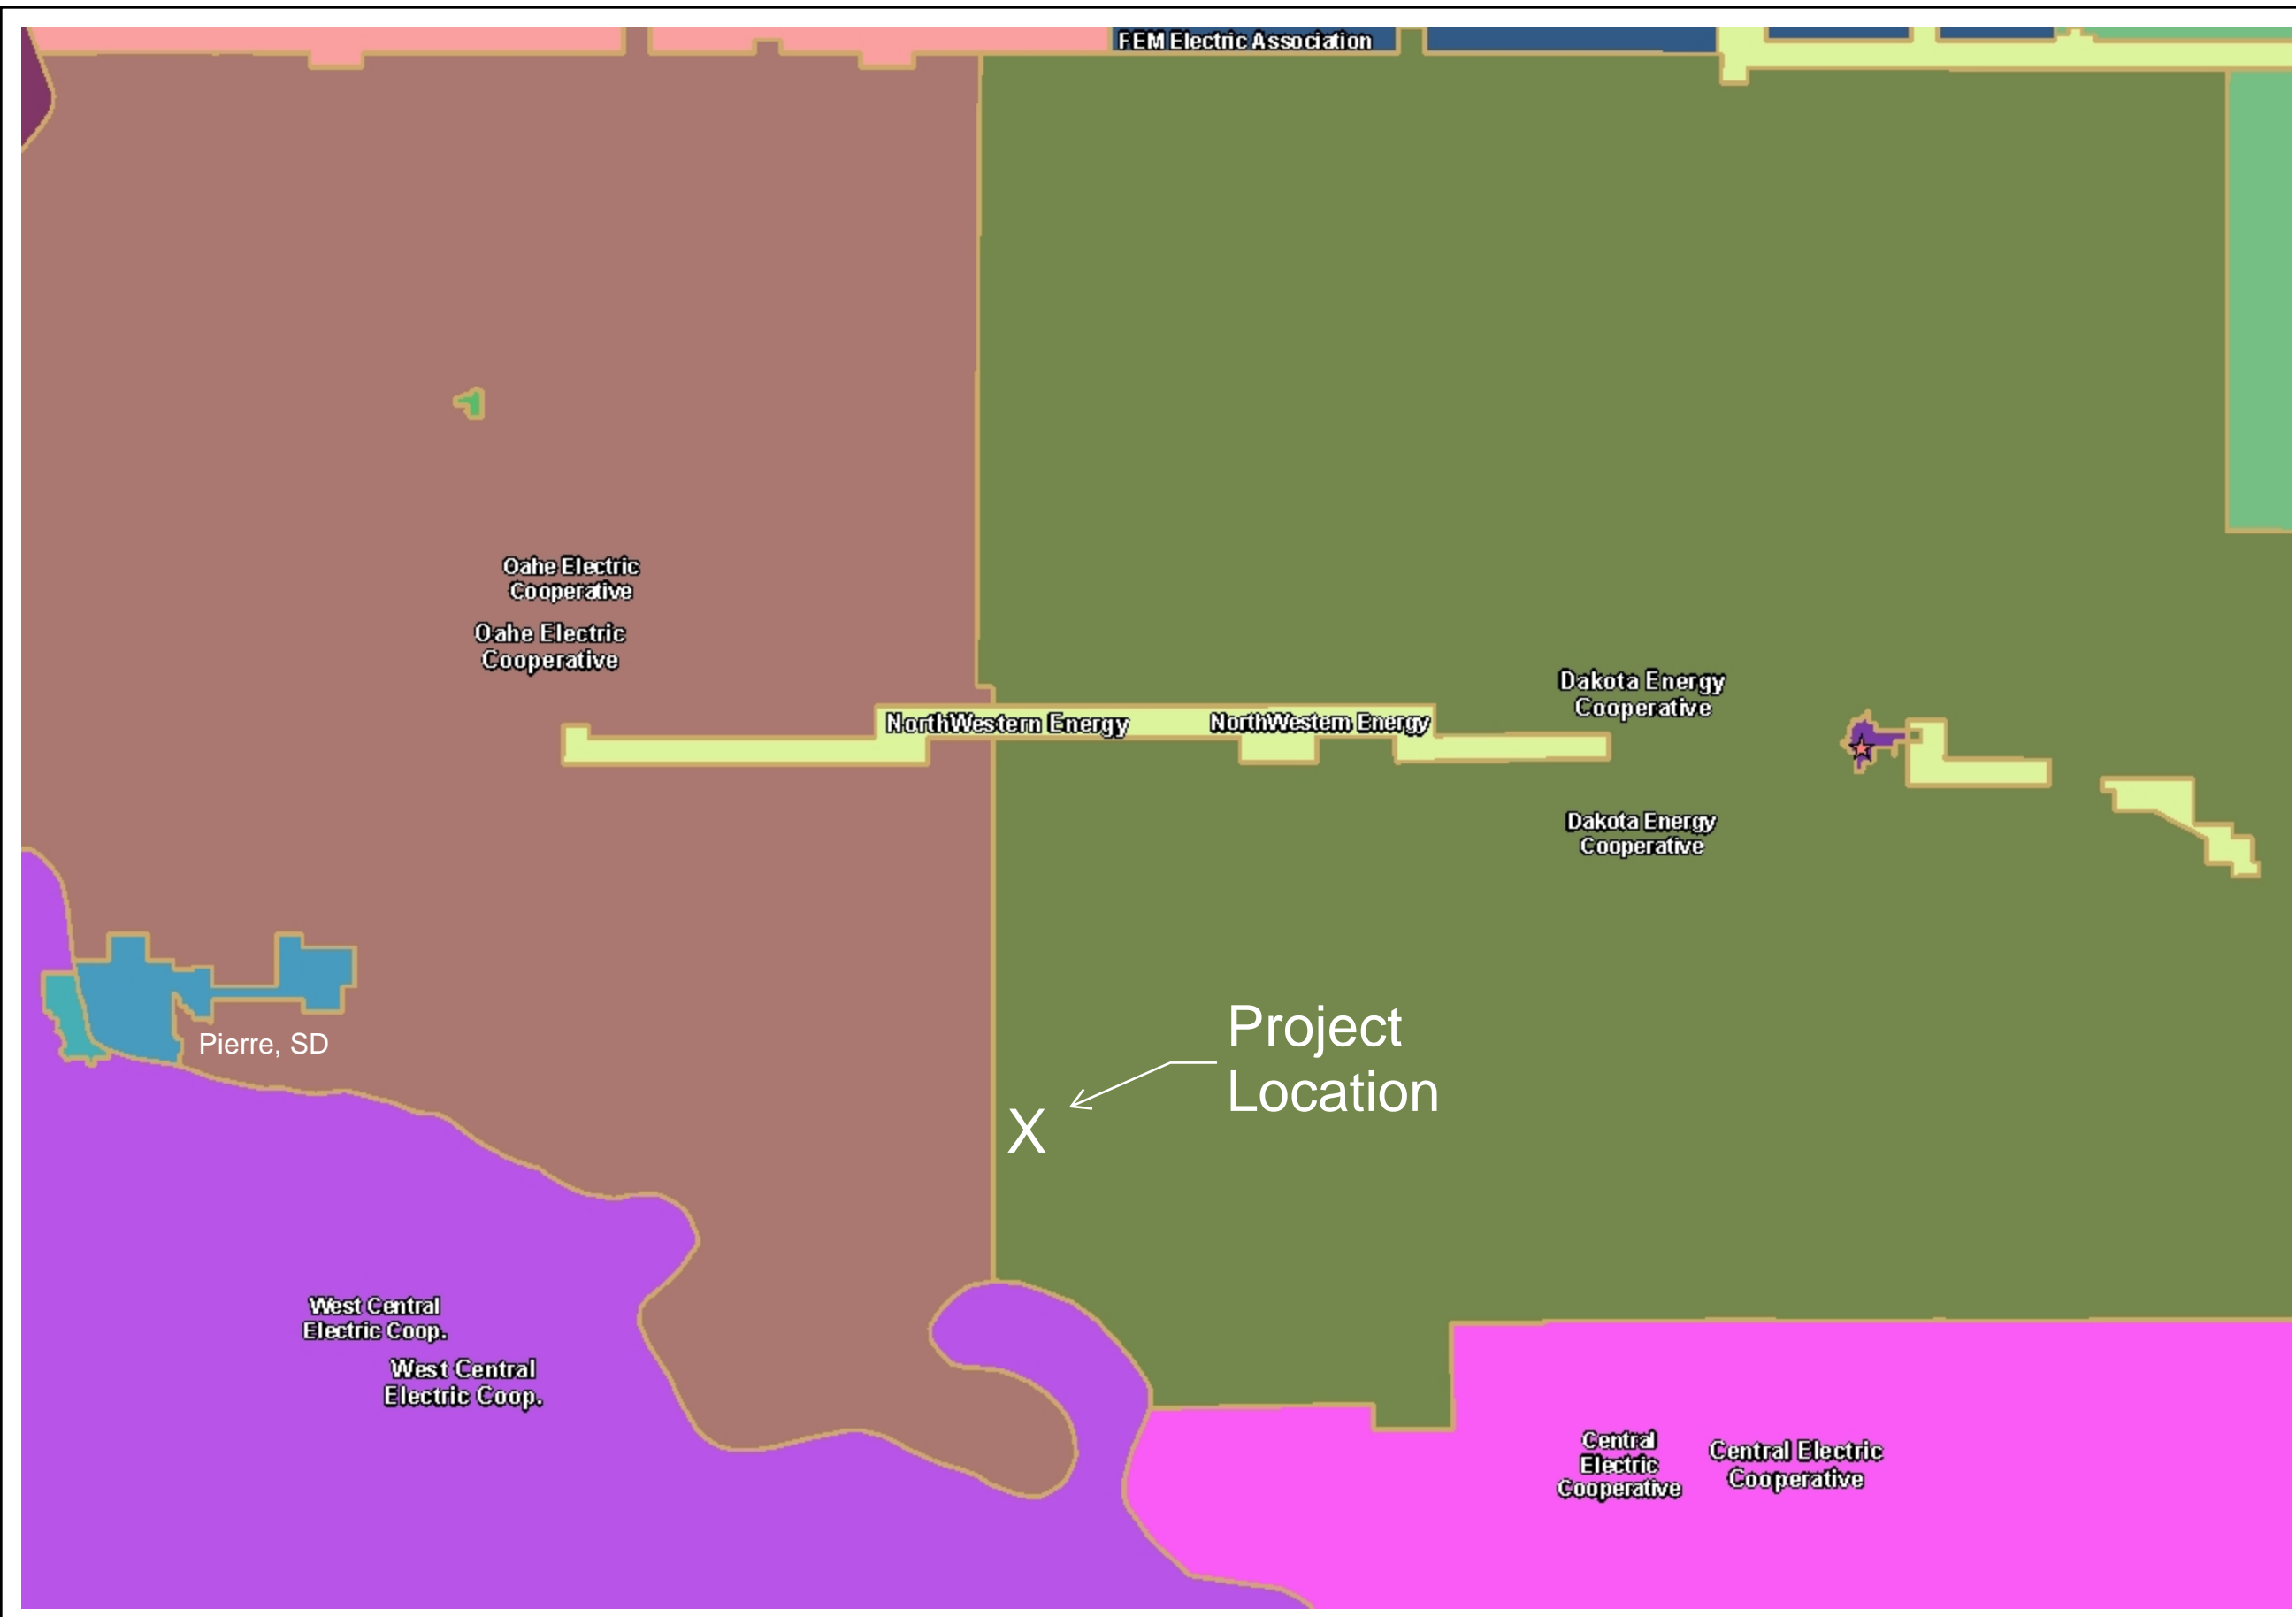 FEM Electric Association
Oahe Electric
Cooperative
Oahe Electric
Cooperative
Dakota Energy
Cooperative
NorthWestern Energy
NorthWestern Energy
Dakota Energy
Cooperative
Pierre, SD
Project
Location
X
West Central
Electric Coop.
West Central
Electric Coop.
Central
Electric
Cooperative
Central Electric
Cooperative